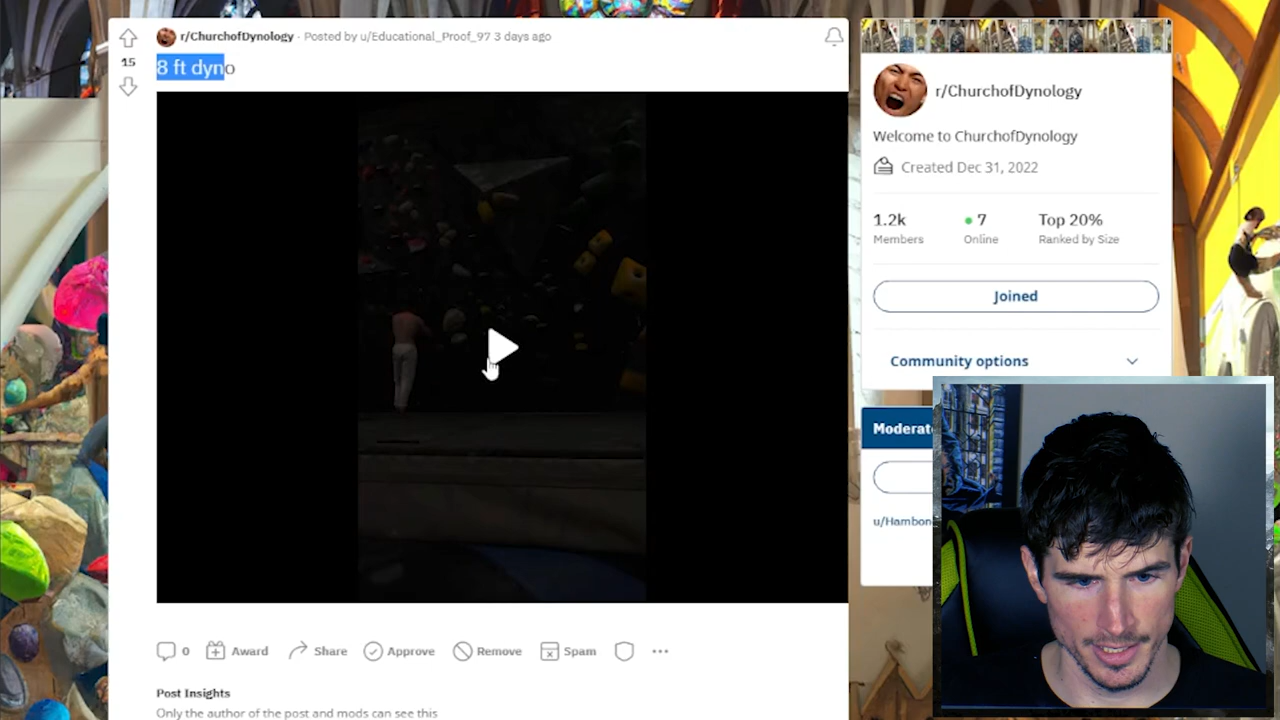 r/ChurchofDynology · Posted by u/Educational_Proof_97 3 days ago
15
8 ft dyno
0
Award
Share
Approve
Remove
Spam
Post Insights
Only the author of the post and mods can see this
r/ChurchofDynology
Welcome to ChurchofDynology
Created Dec 31, 2022
1.2k
7
Top 20%
Members
Online
Ranked by Size
Joined
Community options
Moderat
u/Hambon